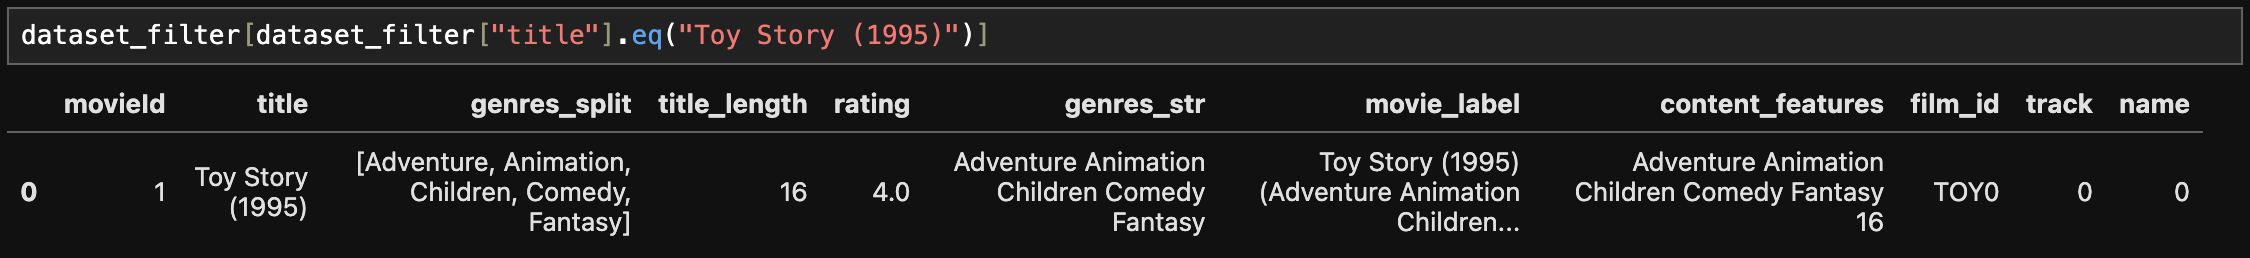 dataset_filter[dataset_filter["title"].eq("Toy Story (1995)")]
movieId title genres_split title_length rating genres_str movie_label content_features film_id track name
0 1 Toy Story (1995) [Adventure, Animation, Children, Comedy, Fantasy] 16 4.0 Adventure Animation Children Comedy Fantasy Toy Story (1995) (Adventure Animation Children... Adventure Animation Children Comedy Fantasy 16 TOY0 0 0